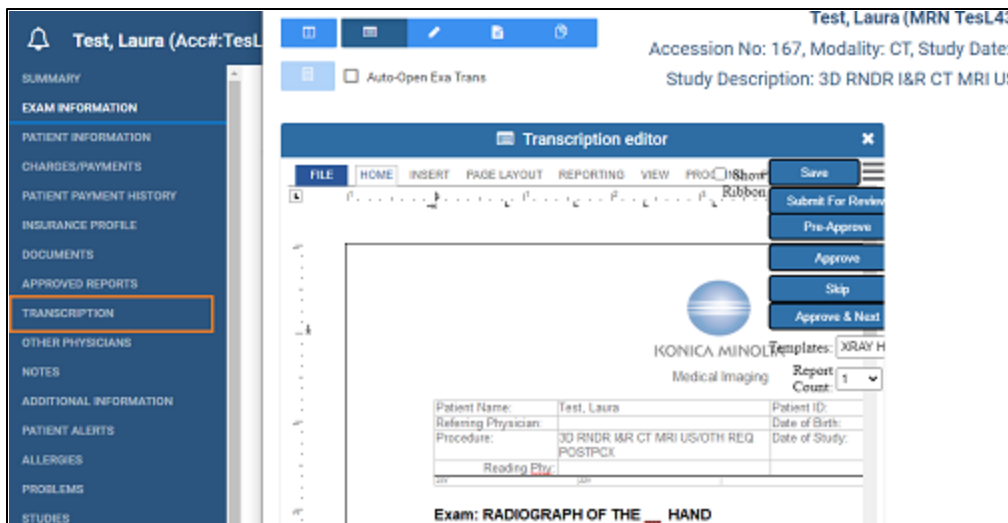 Test, Laura (Acc#:TesL
SUMMARY
EXAM INFORMATION
PATIENT INFORMATION
CHARGES/PAYMENTS
PATIENT PAYMENT HISTORY
INSURANCE PROFILE
DOCUMENTS
APPROVED REPORTS
TRANSCRIPTION
OTHER PHYSICIANS
NOTES
ADDITIONAL INFORMATION
PATIENT ALERTS
ALLERGIES
PROBLEMS
STUDIES
Test, Laura (MRN TesL43
Accession No: 167, Modality: CT, Study Date:
Auto-Open Exa Trans
Study Description: 3D RNDR I&R CT MRI US
Transcription editor
FILE HOME INSERT PAGE LAYOUT REPORTING VIEW Show
Ribbon
Save
Submit For Review
Pre-Approve
Approve
Skip
Approve & Next
KONICA MINOLTA
Medical Imaging
Templates: XRAY H
Report
Count: 1
Patient Name: Test, Laura Patient ID:
Referring Physician: Date of Birth:
Procedure: 3D RNDR I&R CT MRI US/OTH REQ Date of Study:
POSTPCX
Reading Phy:
Exam: RADIOGRAPH OF THE __ HAND